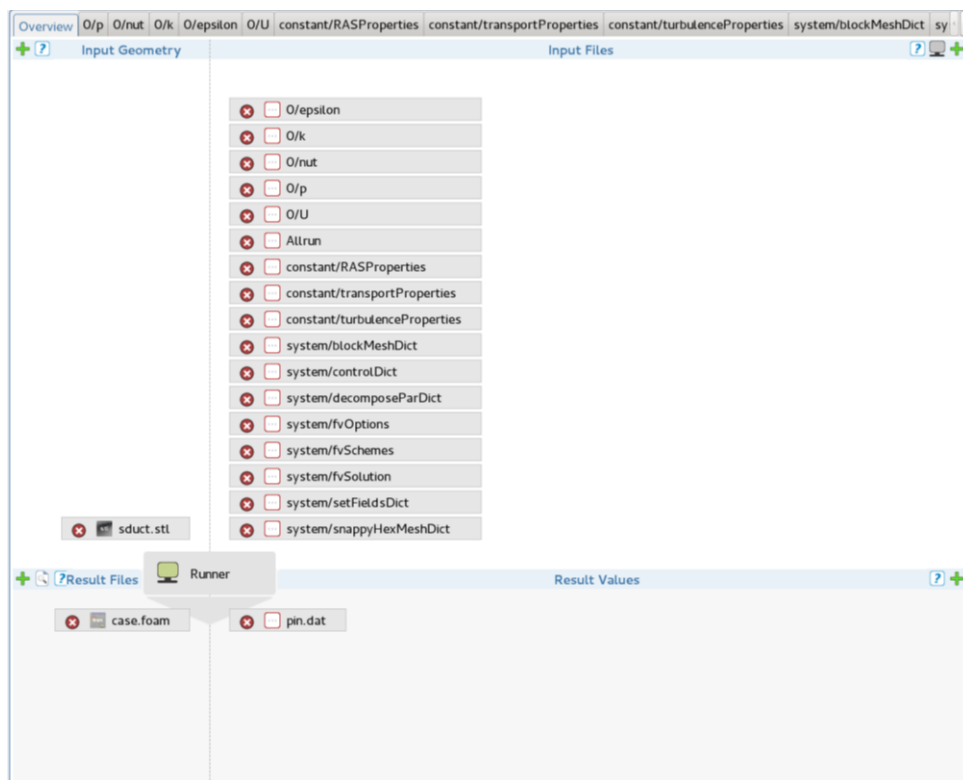 Overview 0/p 0/nut 0/k 0/epsilon 0/U constant/RASProperties constant/transportProperties constant/turbulenceProperties system/blockMeshDict sy
? Input Geometry Input Files ?
0/epsilon
0/k
0/nut
0/p
0/U
Allrun
constant/RASProperties
constant/transportProperties
constant/turbulenceProperties
system/blockMeshDict
system/controlDict
system/decomposeParDict
system/fvOptions
system/fvSchemes
system/fvSolution
system/setFieldsDict
sduct.stl system/snappyHexMeshDict
Runner
? Result Files Result Values ?
case.foam pin.dat